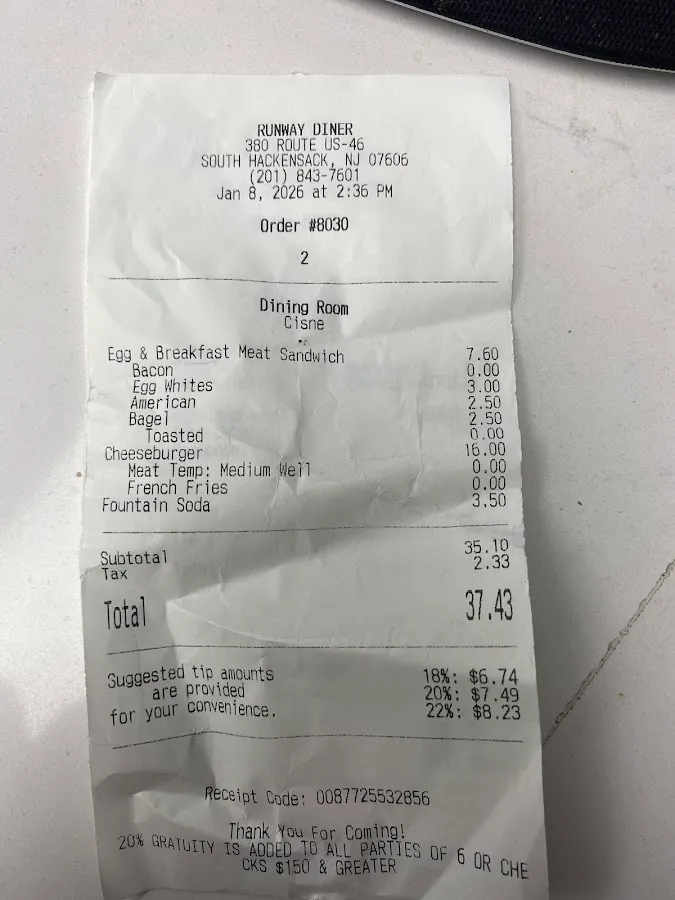 RUNWAY DINER
380 ROUTE US-46
SOUTH HACKENSACK, NJ 07606
(201) 843-7601
Jan 8, 2026 at 2:36 PM
Order #8030
2
Dining Room
Cisne
Egg & Breakfast Meat Sandwich 7.60
Bacon 0.00
Egg Whites 3.00
American 2.50
Bagel 2.50
Toasted 0.00
Cheeseburger 16.00
Meat Temp: Medium Well 0.00
French Fries 0.00
Fountain Soda 3.50
Subtotal 35.10
Tax 2.33
Total 37.43
Suggested tip amounts 18%: $6.74
are provided 20%: $7.49
for your convenience. 22%: $8.23
Receipt Code: 0087725532856
Thank You For Coming!
20% GRATUITY IS ADDED TO ALL PARTIES OF 6 OR CHE
CKS $150 & GREATER